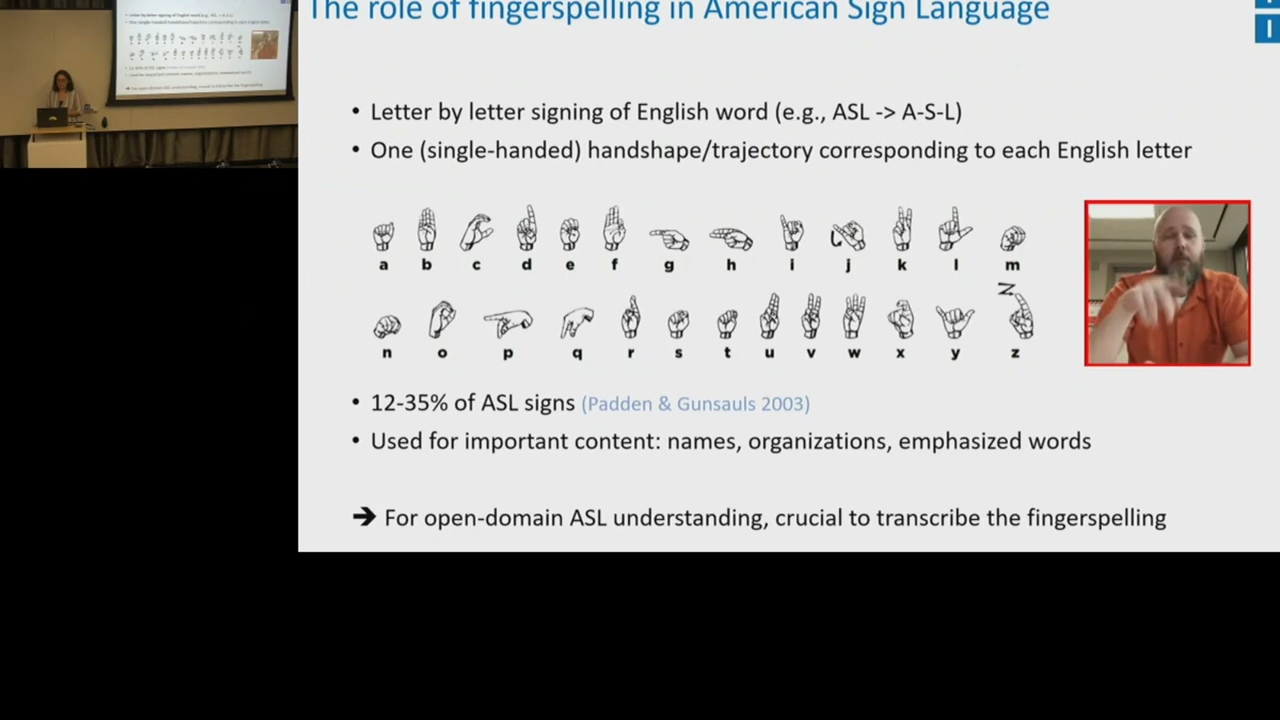 The role of fingerspelling in American Sign Language
• Letter by letter signing of English word (e.g., ASL -> A-S-L)
• One (single-handed) handshape/trajectory corresponding to each English letter
a b c d e f g h i j k l m
Z
n o p q r s t u v w x y z
• 12-35% of ASL signs (Padden & Gunsauls 2003)
• Used for important content: names, organizations, emphasized words
➔ For open-domain ASL understanding, crucial to transcribe the fingerspelling